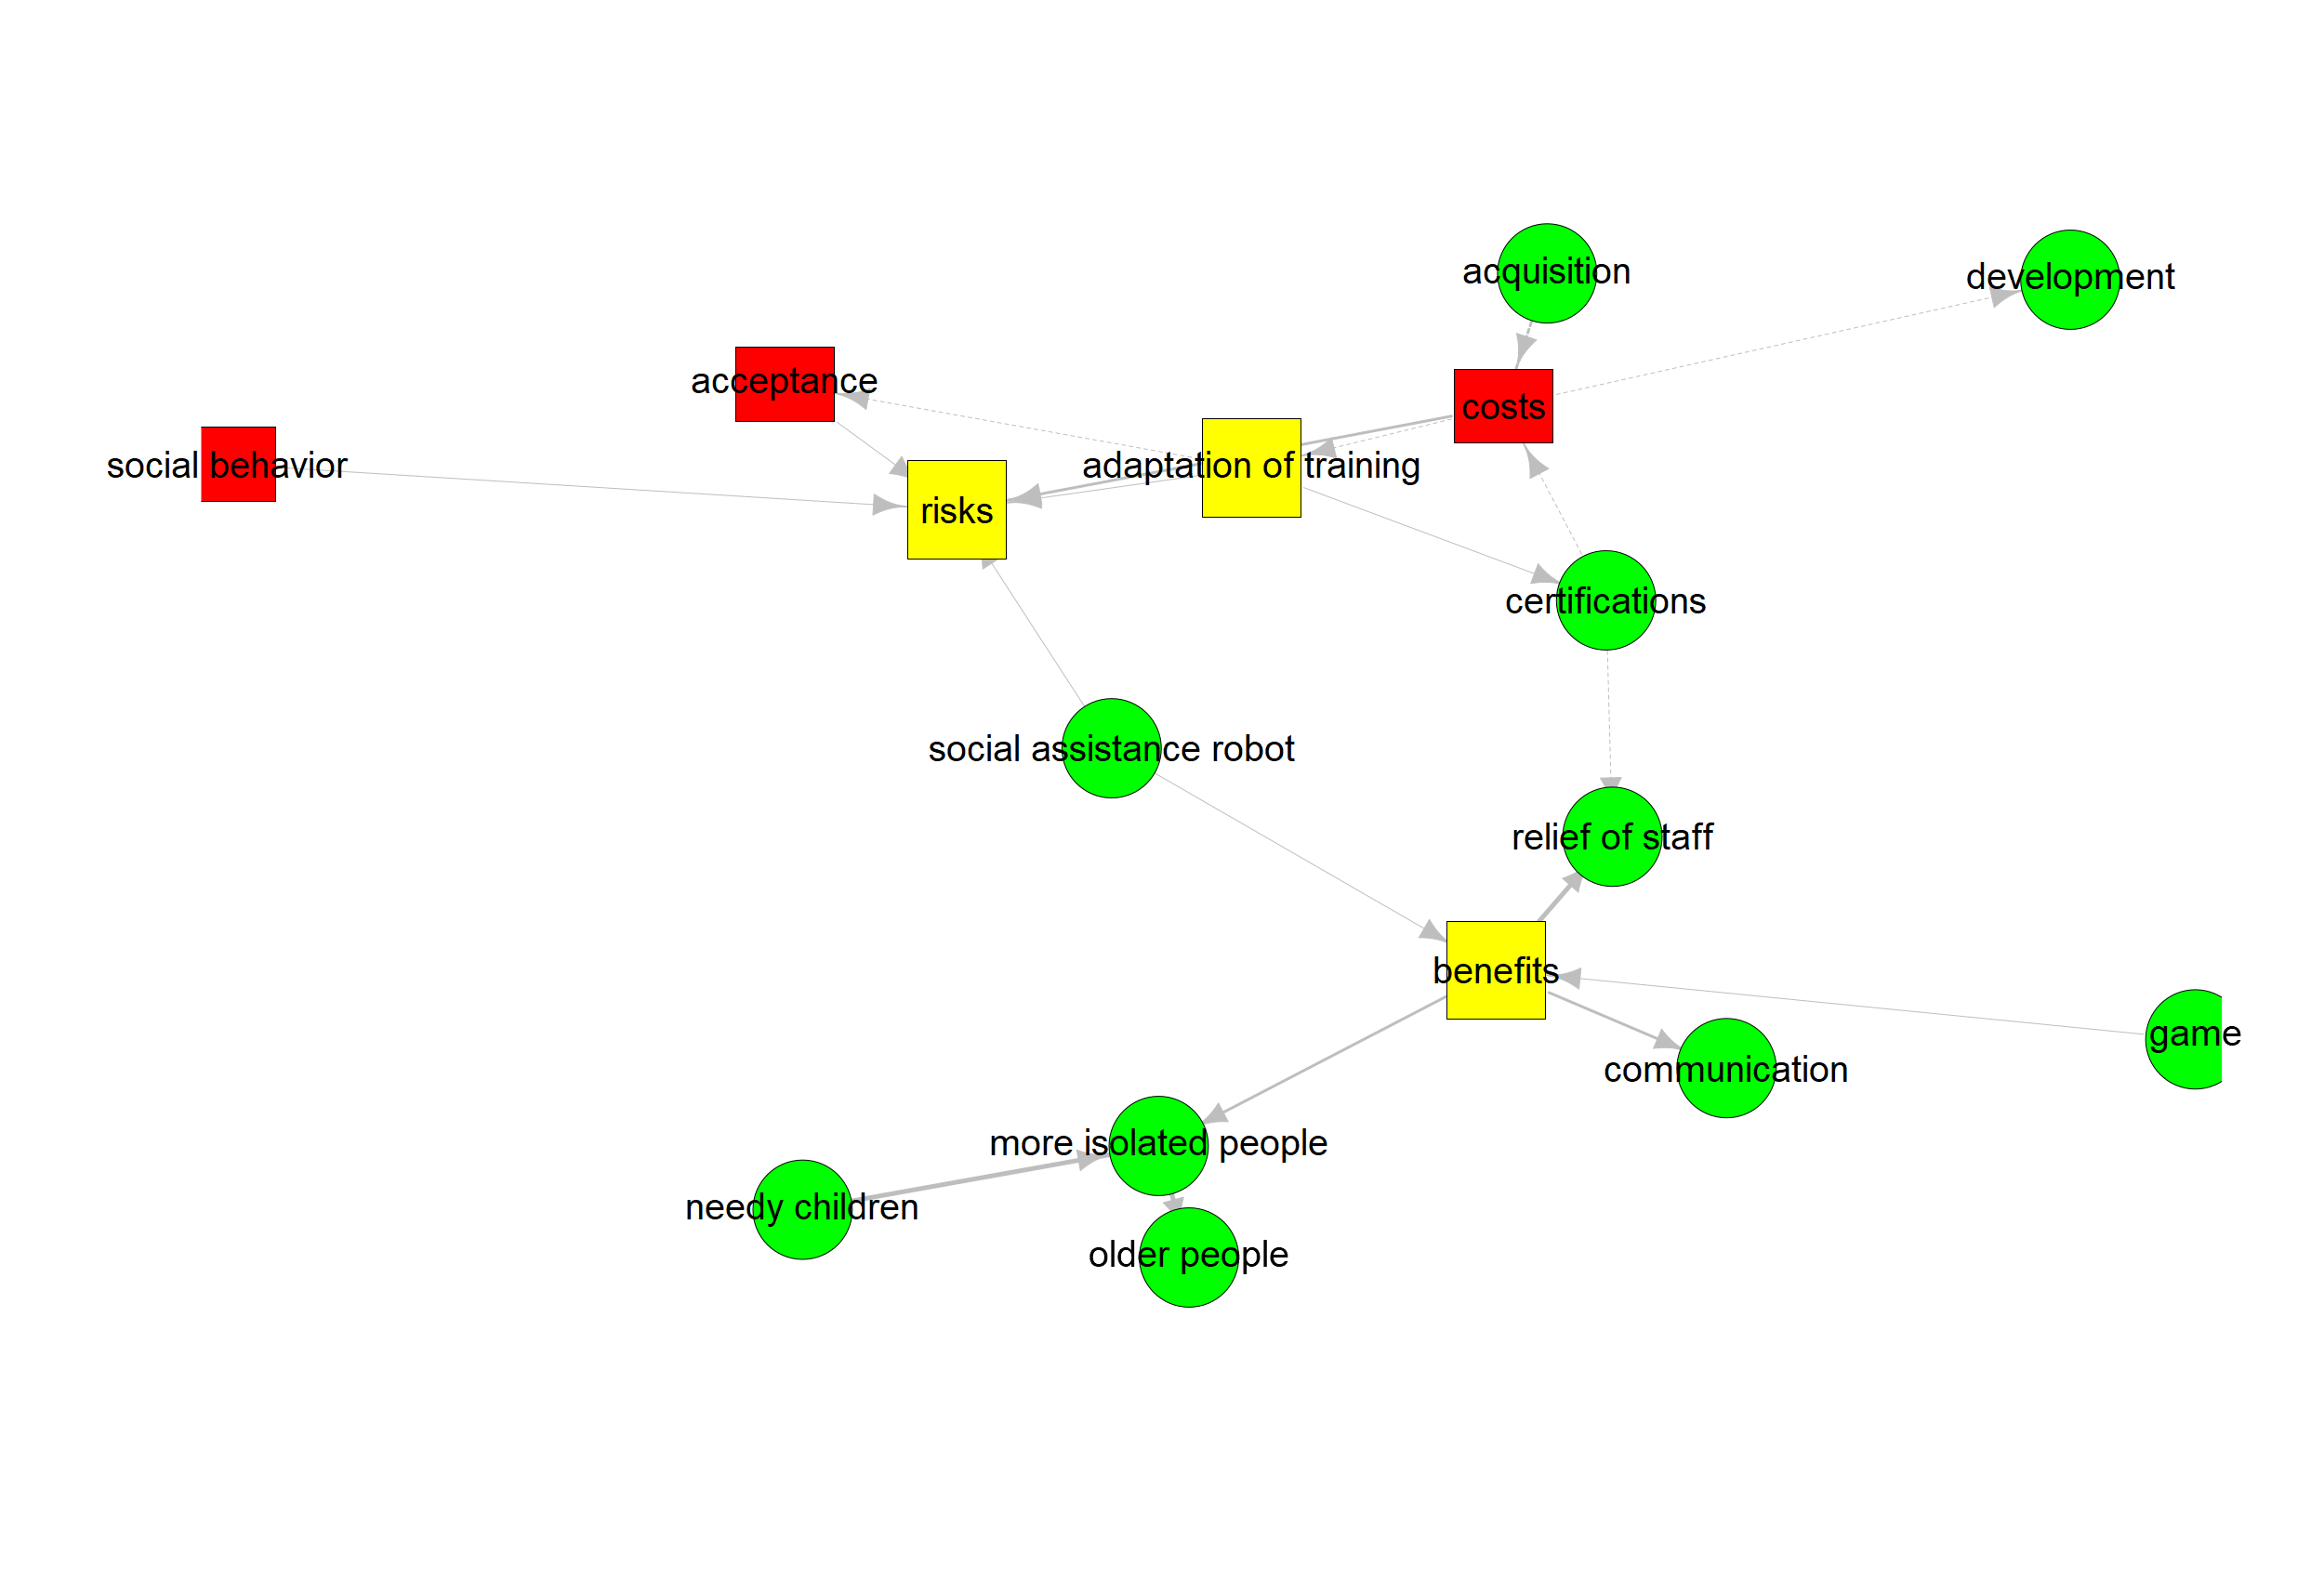 acquisition
development
acceptance
costs
social behavior
adaptation of training
risks
certifications
social assistance robot
relief of staff
benefits
game
communication
more isolated people
needy children
older people